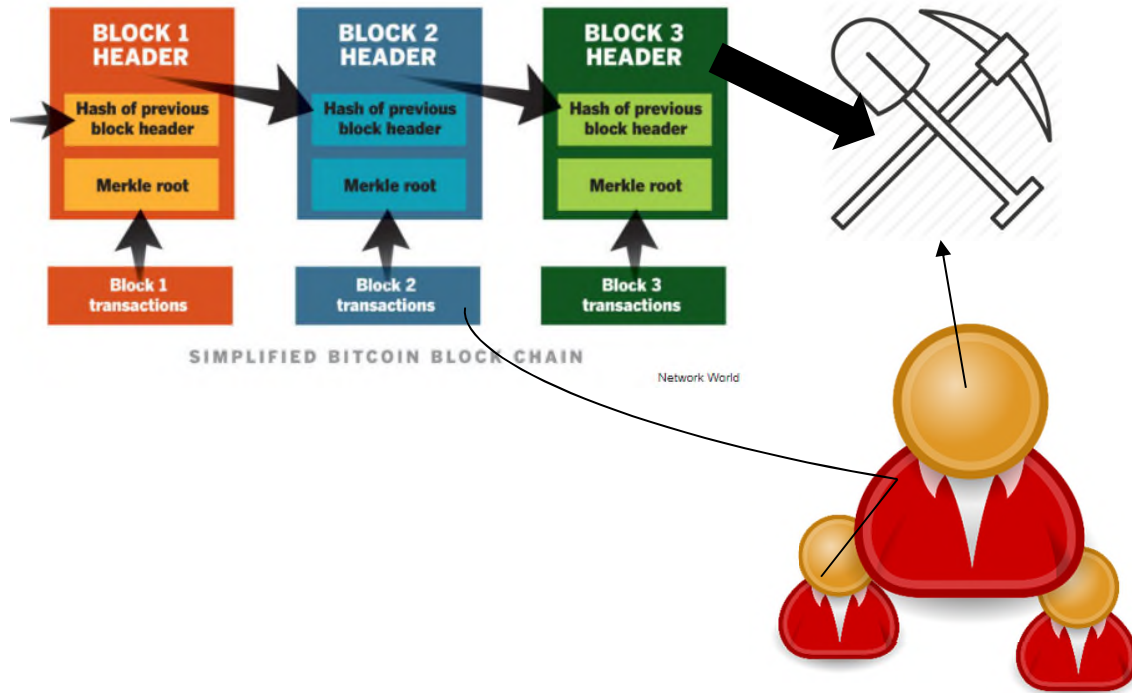 BLOCK 1
HEADER
Hash of previous
block header
Merkle root
Block 1
transactions
BLOCK 2
HEADER
Hash of previous
block header
Merkle root
Block 2
transactions
BLOCK 3
HEADER
Hash of previous
block header
Merkle root
Block 3
transactions
SIMPLIFIED BITCOIN BLOCK CHAIN
Network World